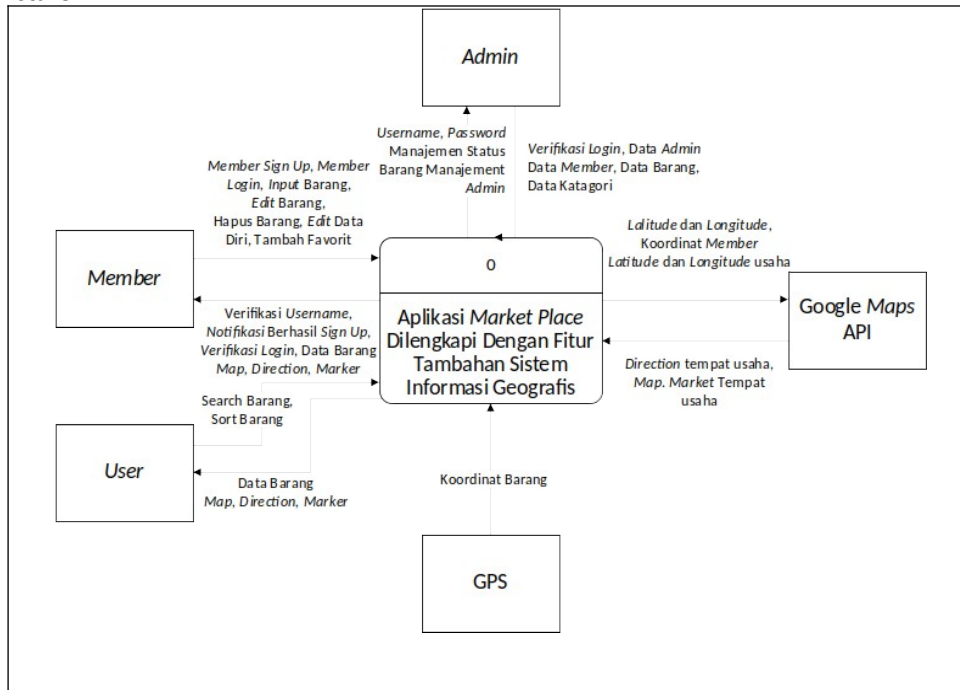 Admin
Username, Password
Manajemen Status
Barang Manajement
Admin
Verifikasi Login, Data Admin
Data Member, Data Barang,
Data Katagori
Member Sign Up, Member
Login, Input Barang,
Edit Barang,
Hapus Barang, Edit Data
Diri, Tambah Favorit
Lalitude dan Longitude,
Koordinat Member
Latitude dan Longitude usaha
Member
0
Aplikasi Market Place
Dilengkapi Dengan Fitur
Tambahan Sistem
Informasi Geografis
Google Maps
API
Verifikasi Username,
Notifikasi Berhasil Sign Up,
Verifikasi Login, Data Barang
Map, Direction, Marker
Direction tempat usaha,
Map. Market Tempat
usaha
Search Barang,
Sort Barang
User
Data Barang
Map, Direction, Marker
Koordinat Barang
GPS